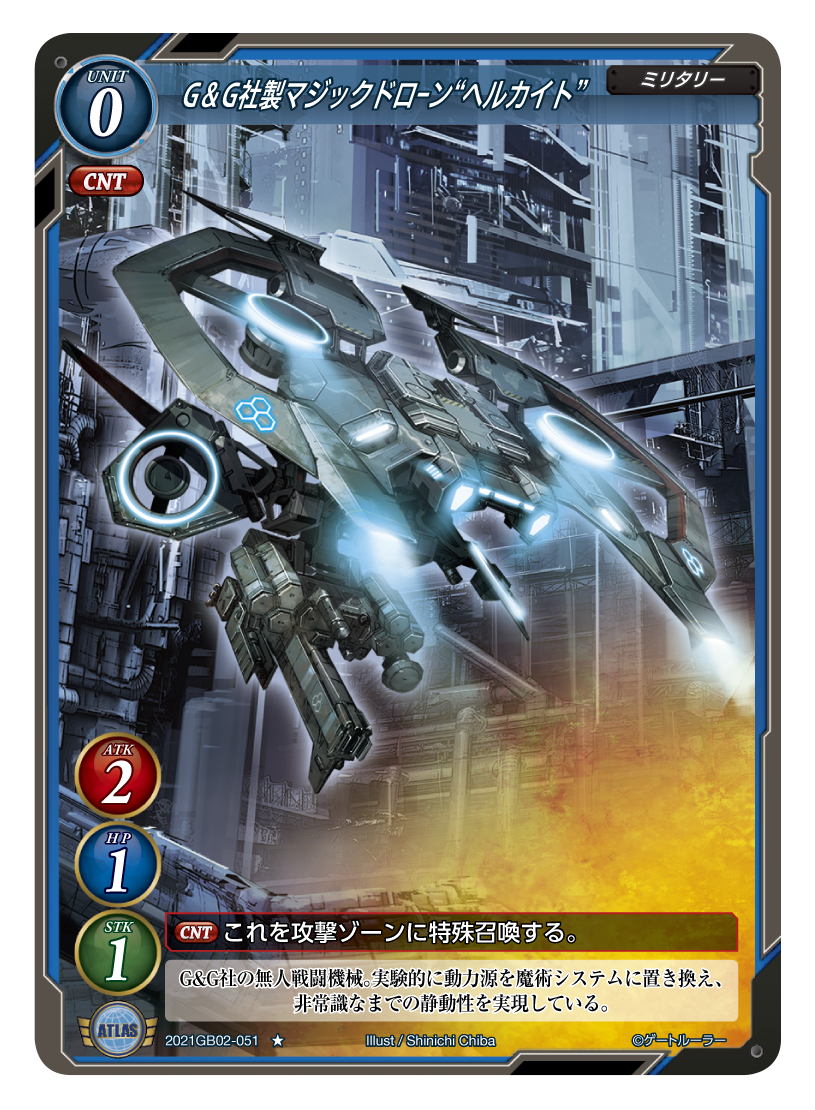 UNIT
0
G&G社製マジックドローン“ヘルカイト”
ミリタリー
CNT
ATK
2
HP
1
STK
1
CNT これを攻撃ゾーンに特殊召喚する。
G&G社の無人戦闘機械。実験的に動力源を魔術システムに置き換え、
非常識なまでの静動性を実現している。
ATLAS
2021GB02-051 ★ Illust / Shinichi Chiba ©ゲートルーラー